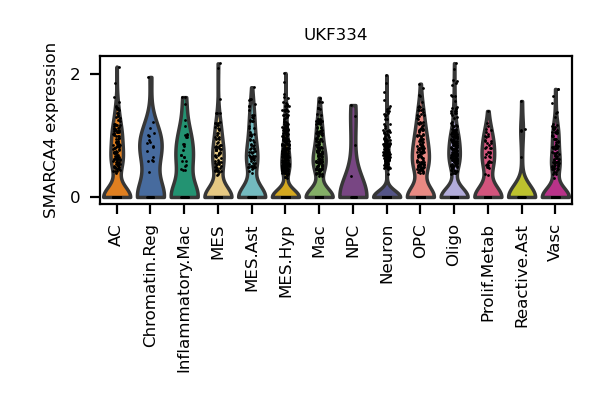 UKF334
SMARCA4 expression
2
0
AC
Chromatin.Reg
Inflammatory.Mac
MES
MES.Ast
MES.Hyp
Mac
NPC
Neuron
OPC
Oligo
Prolif.Metab
Reactive.Ast
Vasc